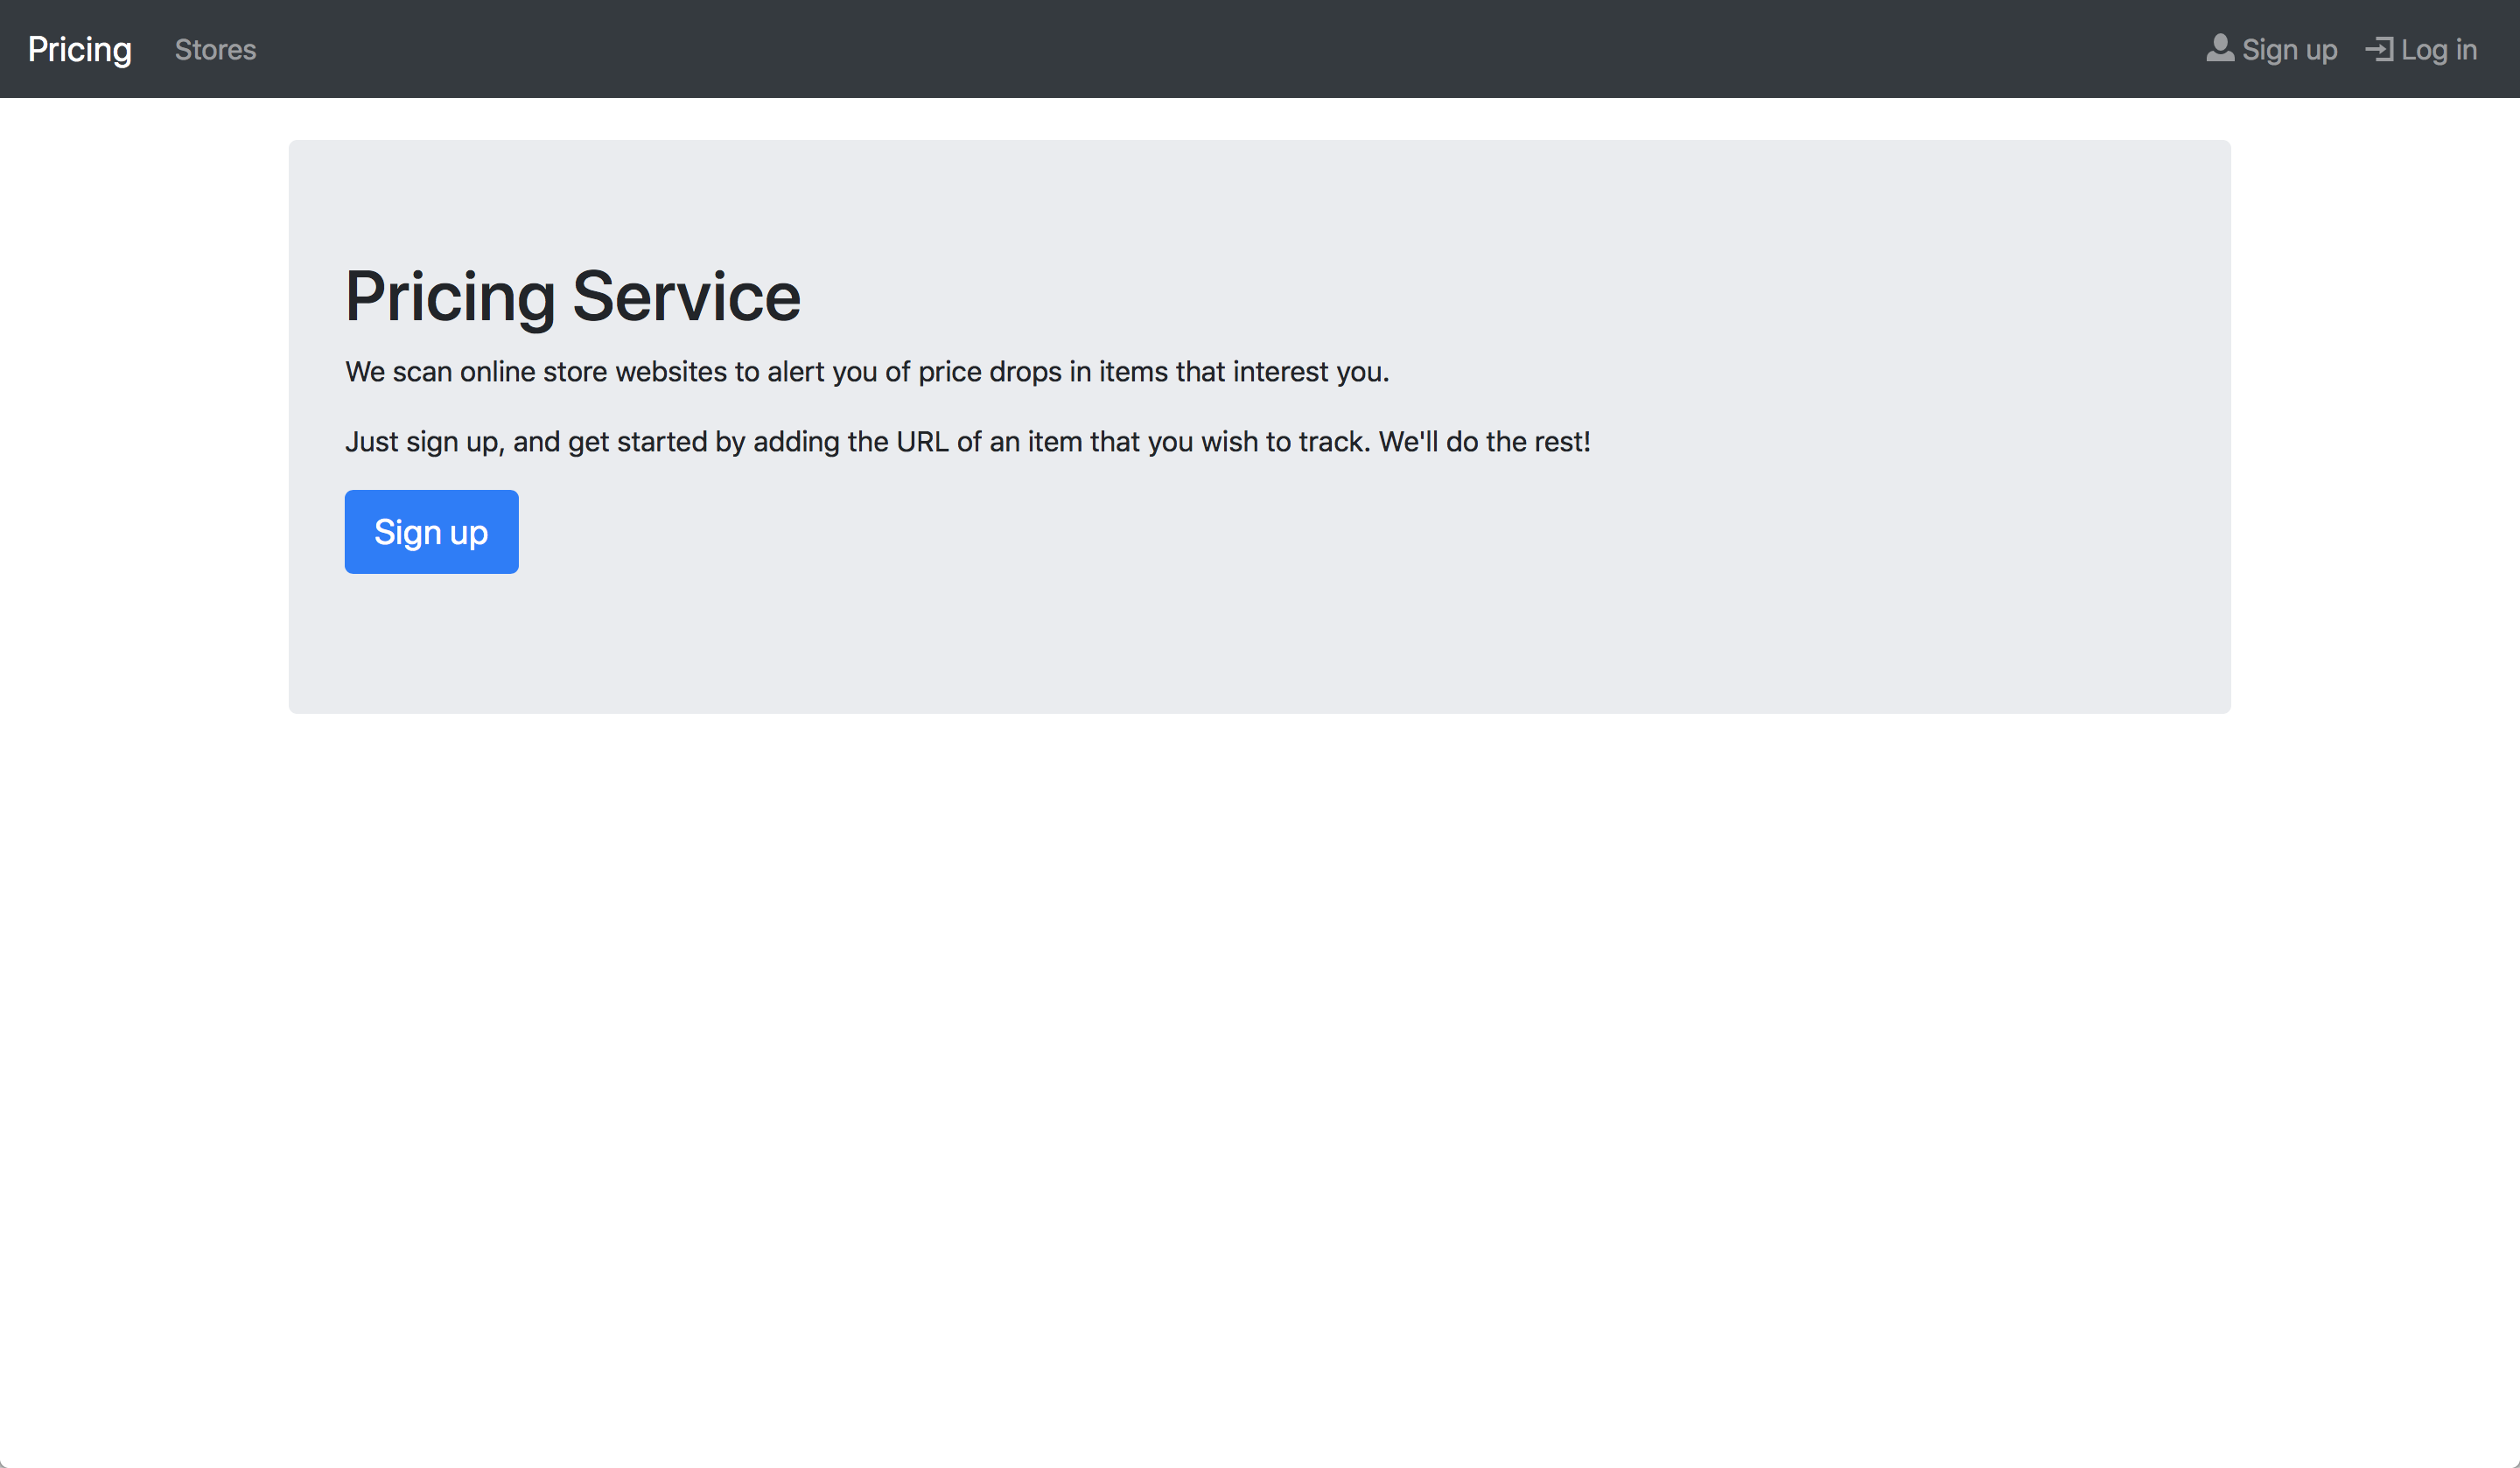 Pricing Stores Sign up Log in
Pricing Service
We scan online store websites to alert you of price drops in items that interest you.
Just sign up, and get started by adding the URL of an item that you wish to track. We'll do the rest!
Sign up